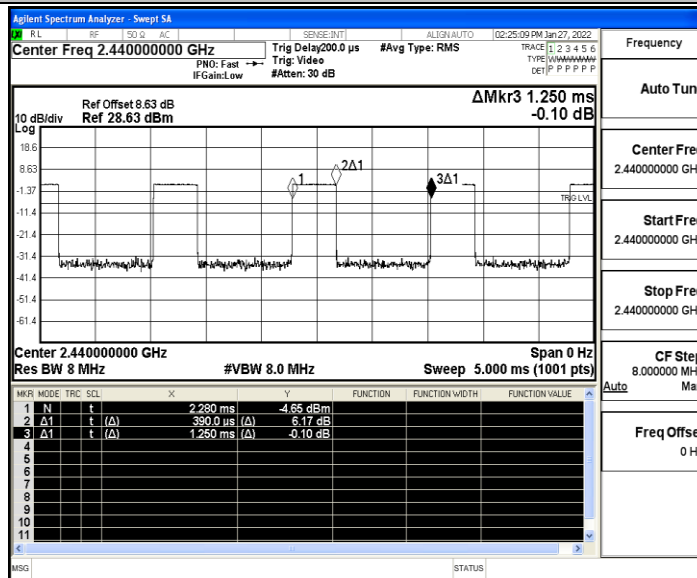 Agilent Spectrum Analyzer - Swept SA
LXI RL RF 50 Ω AC SENSE:INT ALIGN AUTO 02:25:09 PM Jan 27, 2022
Center Freq 2.440000000 GHz
PNO: Fast
IFGain:Low
Trig Delay200.0 µs
Trig: Video
#Atten: 30 dB
#Avg Type: RMS
TRACE 1 2 3 4 5 6
TYPE WWWWWW
DET P P P P P P
Ref Offset 8.63 dB
10 dB/div Ref 28.63 dBm
Log
ΔMkr3 1.250 ms
-0.10 dB
18.6
8.63
-1.37
-11.4
-21.4
-31.4
-41.4
-51.4
-61.4
1
2Δ1
3Δ1
TRIG LVL
Center 2.440000000 GHz Span 0 Hz
Res BW 8 MHz #VBW 8.0 MHz Sweep 5.000 ms (1001 pts)
MKR MODE TRC SCL X Y FUNCTION FUNCTION WIDTH FUNCTION VALUE
1 N t 2.280 ms -4.65 dBm
2 Δ1 t (Δ) 390.0 µs (Δ) 6.17 dB
3 Δ1 t (Δ) 1.250 ms (Δ) -0.10 dB
4
5
6
7
8
9
10
11
MSG STATUS
Frequency
Auto Tun
Center Fre
2.440000000 GH
Start Fre
2.440000000 GH
Stop Fre
2.440000000 GH
CF Step
8.000000 MH
Auto Ma
Freq Offse
0 H